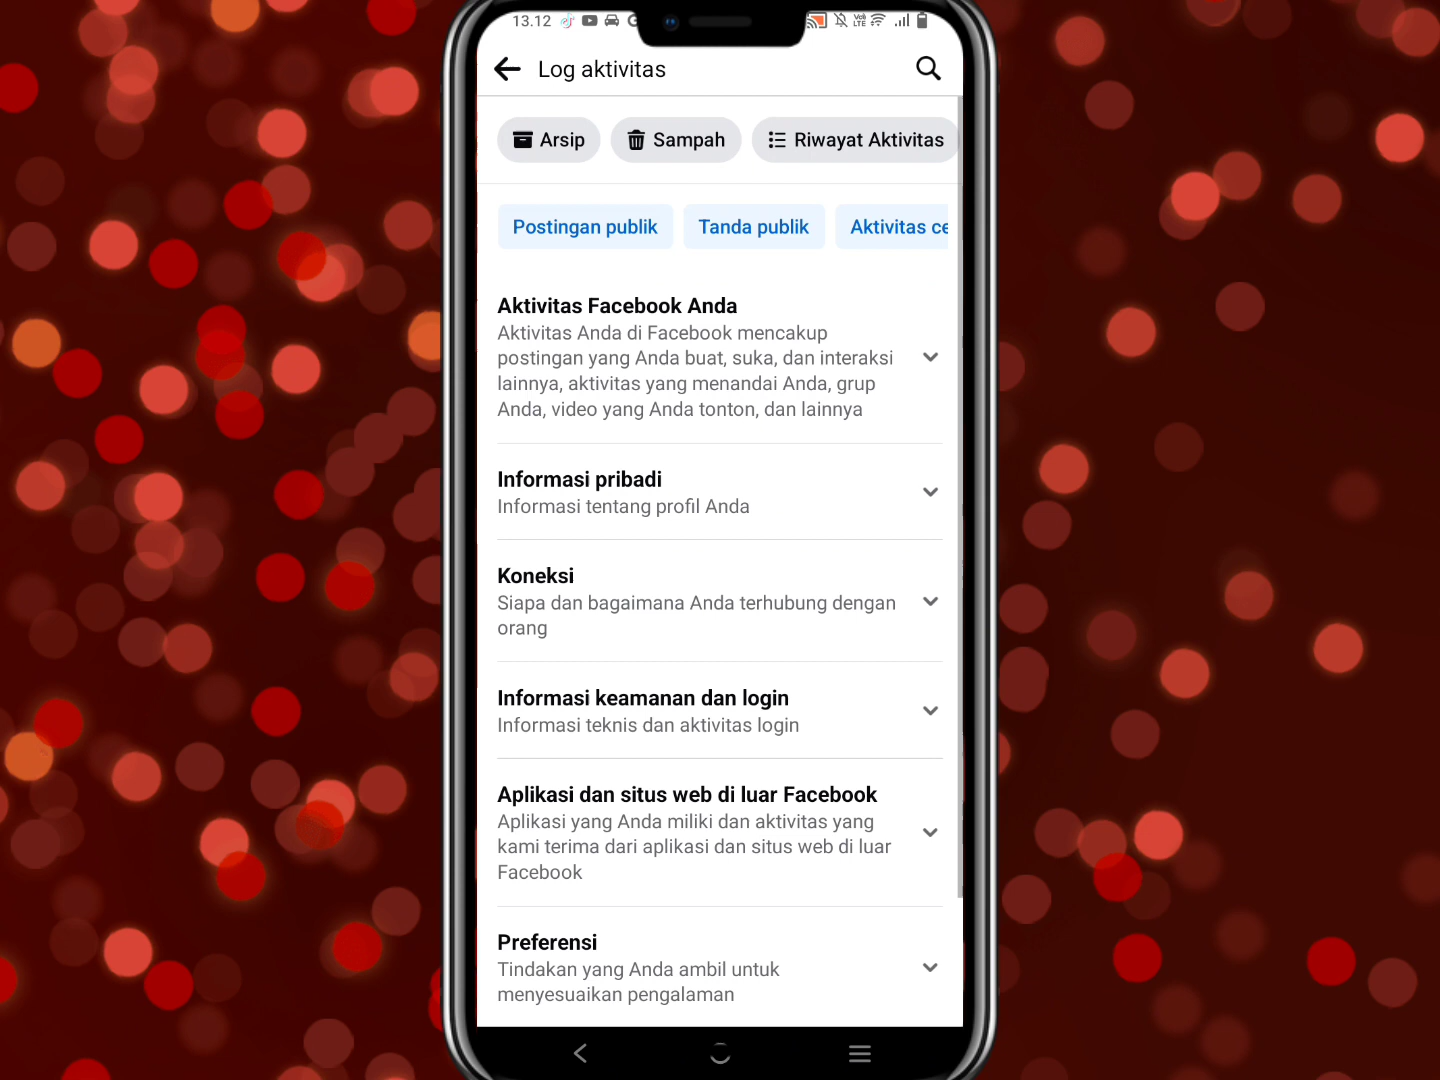 13.12
Log aktivitas
Arsip
Sampah
Riwayat Aktivitas
Postingan publik
Tanda publik
Aktivitas ce
Aktivitas Facebook Anda
Aktivitas Anda di Facebook mencakup
postingan yang Anda buat, suka, dan interaksi
lainnya, aktivitas yang menandai Anda, grup
Anda, video yang Anda tonton, dan lainnya
Informasi pribadi
Informasi tentang profil Anda
Koneksi
Siapa dan bagaimana Anda terhubung dengan
orang
Informasi keamanan dan login
Informasi teknis dan aktivitas login
Aplikasi dan situs web di luar Facebook
Aplikasi yang Anda miliki dan aktivitas yang
kami terima dari aplikasi dan situs web di luar
Facebook
Preferensi
Tindakan yang Anda ambil untuk
menyesuaikan pengalaman